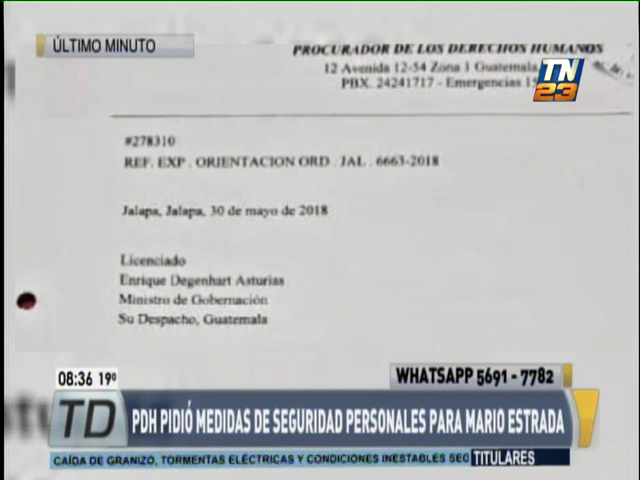 ÚLTIMO MINUTO
PROCURADOR DE LOS DERECHOS HUMANOS
12 Avenida 12-54 Zona 1 Guatemala,
PBX. 24241717 - Emergencias
TN
23
#278310
REF. EXP . ORIENTACION ORD . JAL . 6663-2018
Jalapa, Jalapa, 30 de mayo de 2018
Licenciado
Enrique Degenhart Asturias
Ministro de Gobernación
Su Despacho, Guatemala
WHATSAPP 5691 - 7782
08:36 19º
TD
PDH PIDIÓ MEDIDAS DE SEGURIDAD PERSONALES PARA MARIO ESTRADA
CAÍDA DE GRANIZO, TORMENTAS ELÉCTRICAS Y CONDICIONES INESTABLES SEG
TITULARES